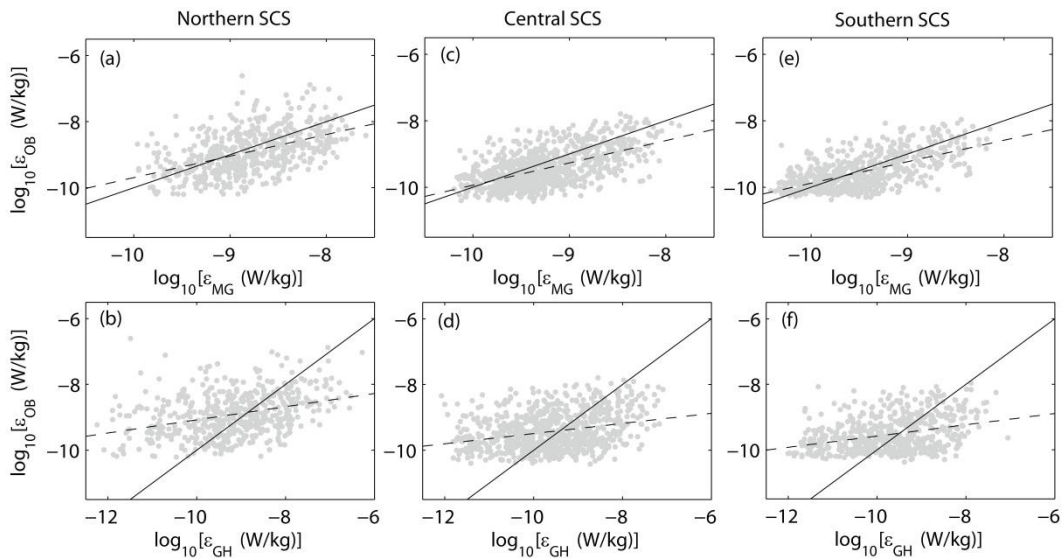 Northern SCS Central SCS Southern SCS
(a) (c) (e)
−6 −6 −6
−8 −8 −8
−10 −10 −10
log10[εOB (W/kg)]
−10 −9 −8 −10 −9 −8 −10 −9 −8
log10[εMG (W/kg)] log10[εMG (W/kg)] log10[εMG (W/kg)]
(b) (d) (f)
−6 −6 −6
−8 −8 −8
−10 −10 −10
log10[εOB (W/kg)]
−12 −10 −8 −6 −12 −10 −8 −6 −12 −10 −8 −6
log10[εGH (W/kg)] log10[εGH (W/kg)] log10[εGH (W/kg)]